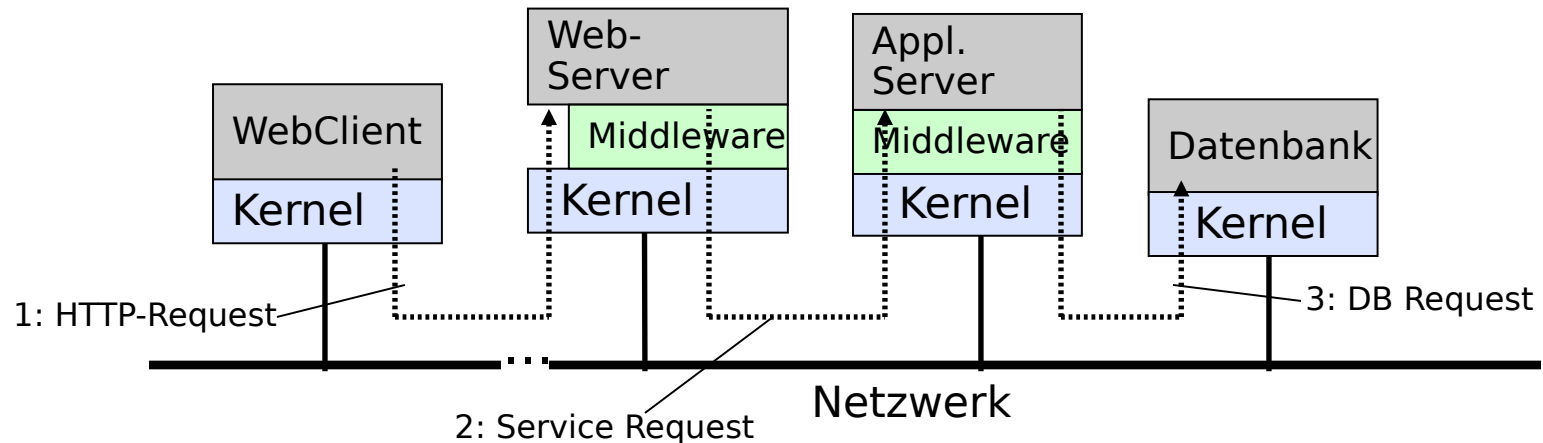 Web-
Server
Appl.
Server
WebClient
Middleware
Middleware
Datenbank
Kernel
Kernel
Kernel
Kernel
1: HTTP-Request
3: DB Request
Netzwerk
2: Service Request